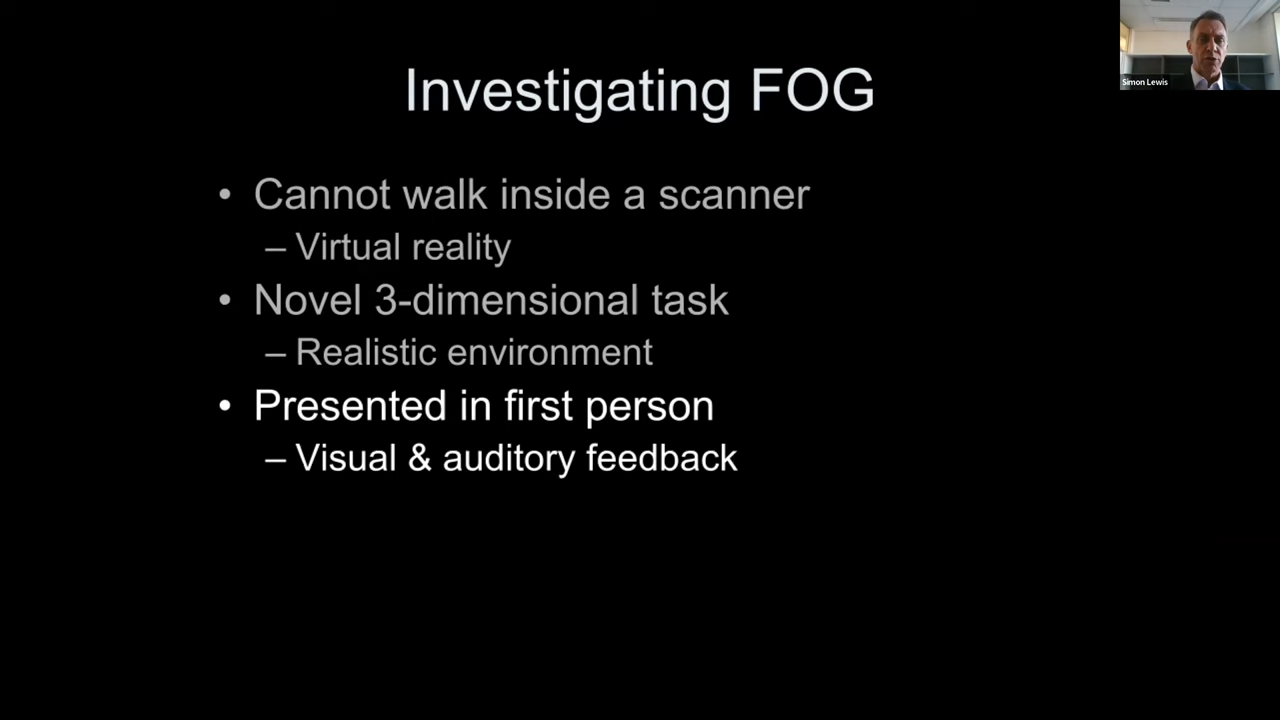 Investigating FOG
• Cannot walk inside a scanner
– Virtual reality
• Novel 3-dimensional task
– Realistic environment
• Presented in first person
– Visual & auditory feedback
Simon Lewis